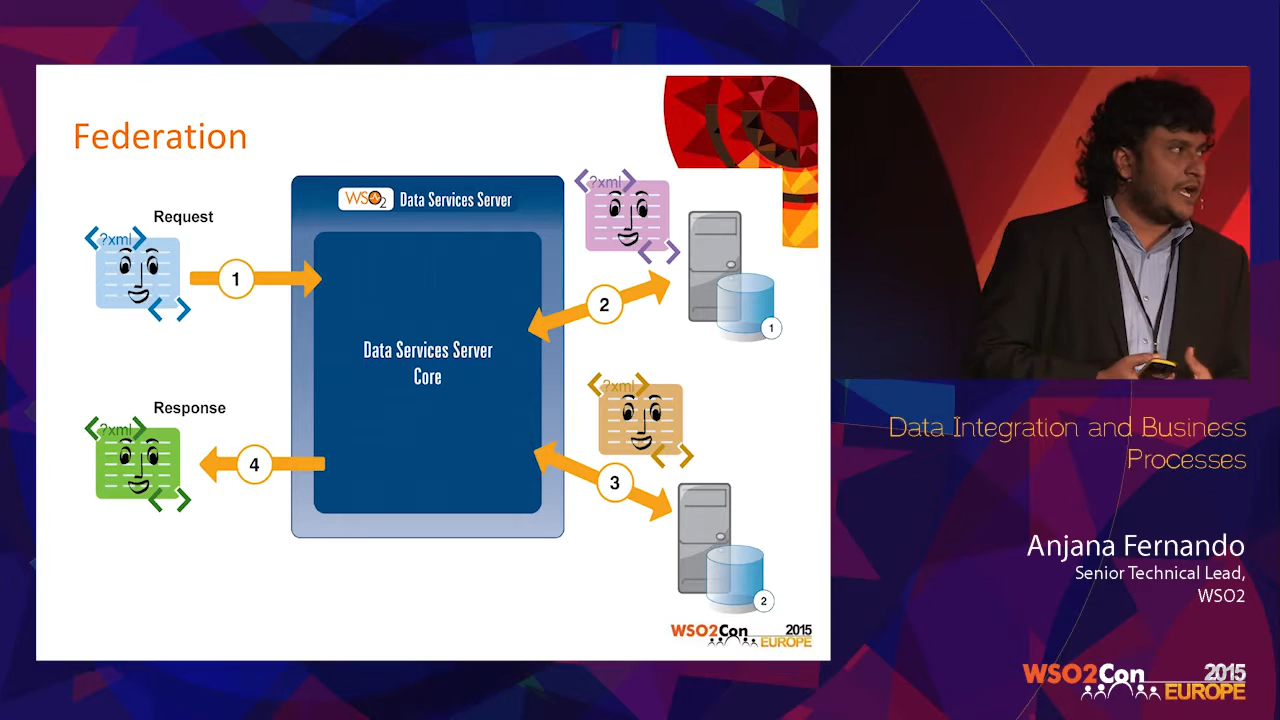 Federation
WSO2 Data Services Server
Request
?xml
1
Data Services Server
Core
?xml
2
1
Response
?xml
4
?xml
3
2
WSO2Con 2015
EUROPE
Data Integration and Business
Processes
Anjana Fernando
Senior Technical Lead,
WSO2
WSO2Con 2015
EUROPE